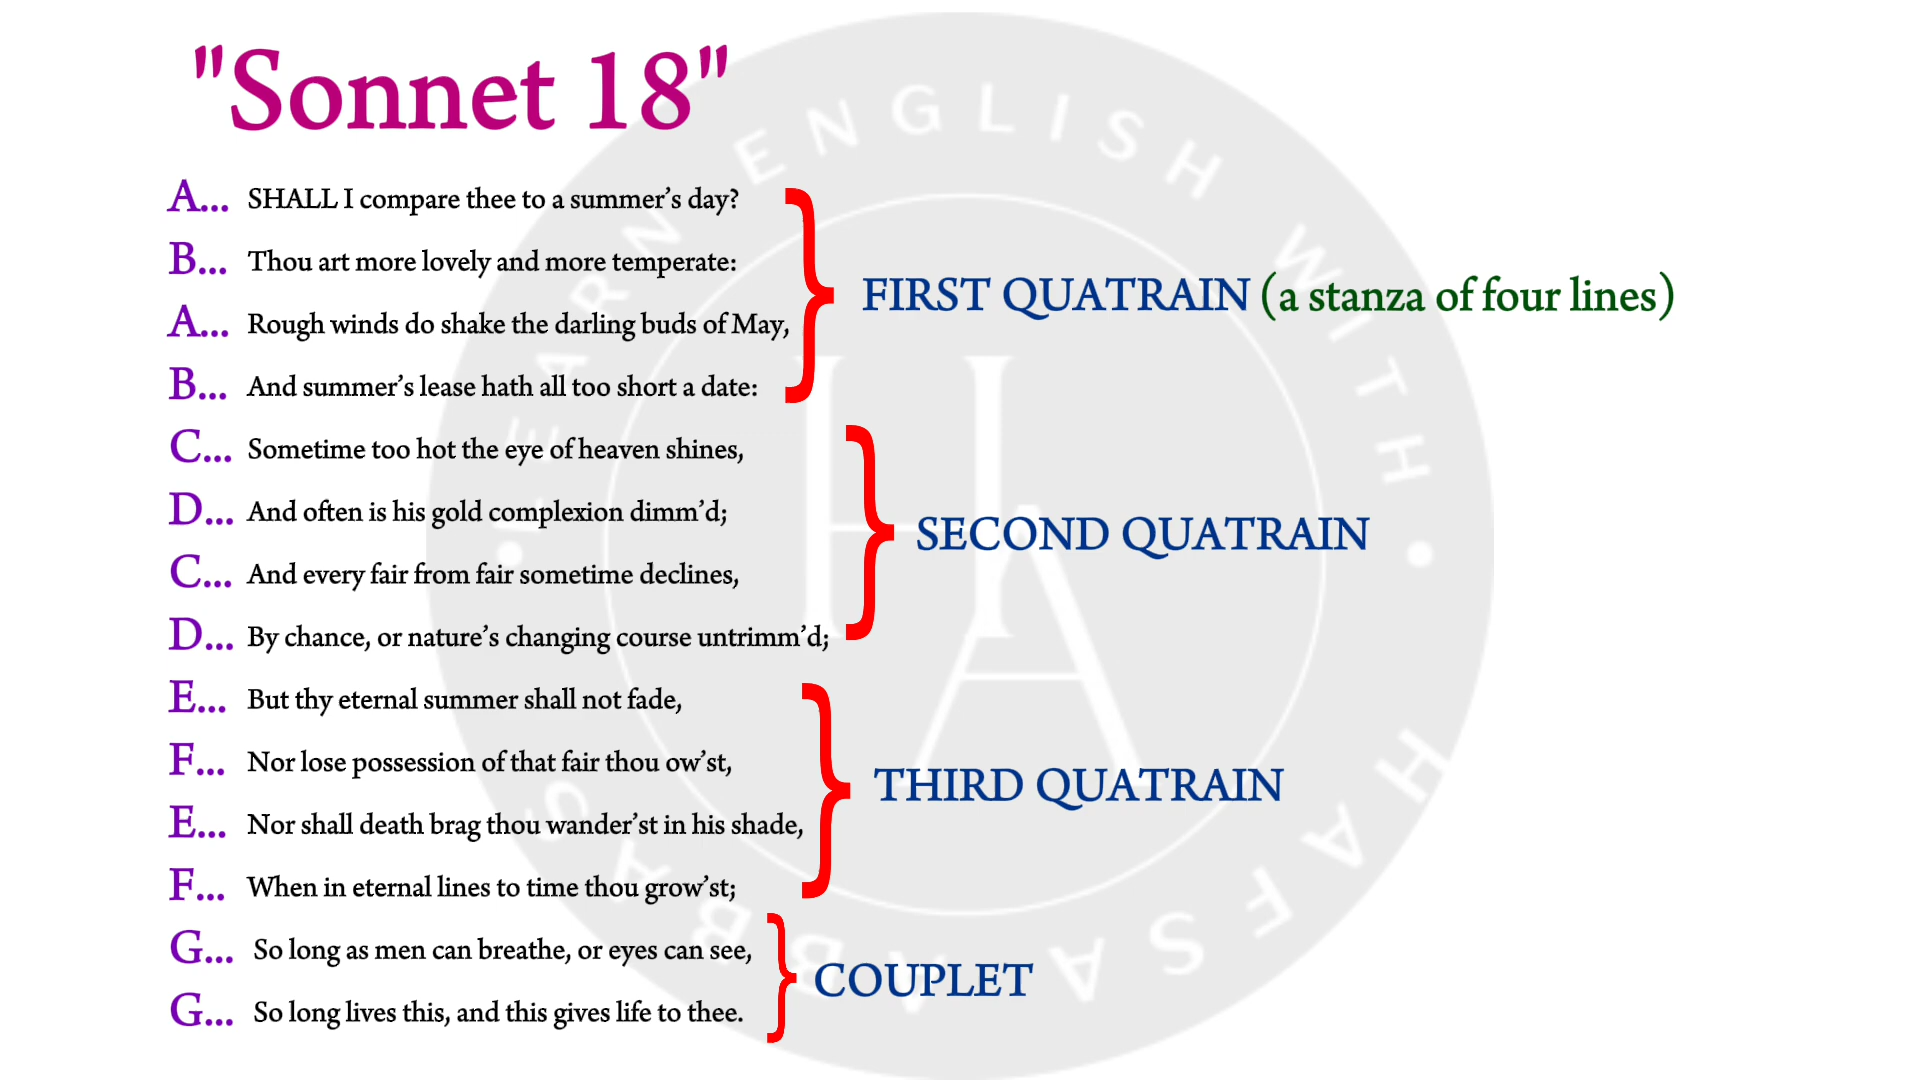 "Sonnet 18"
A... SHALL I compare thee to a summer’s day?
B... Thou art more lovely and more temperate:
A... Rough winds do shake the darling buds of May,
B... And summer’s lease hath all too short a date:
FIRST QUATRAIN (a stanza of four lines)
C... Sometime too hot the eye of heaven shines,
D... And often is his gold complexion dimm’d;
C... And every fair from fair sometime declines,
D... By chance, or nature’s changing course untrimm’d;
SECOND QUATRAIN
E... But thy eternal summer shall not fade,
F... Nor lose possession of that fair thou ow’st,
E... Nor shall death brag thou wander’st in his shade,
F... When in eternal lines to time thou grow’st;
THIRD QUATRAIN
G... So long as men can breathe, or eyes can see,
G... So long lives this, and this gives life to thee.
COUPLET
LEARN ENGLISH WITH
HAFSA ABBAS
HA